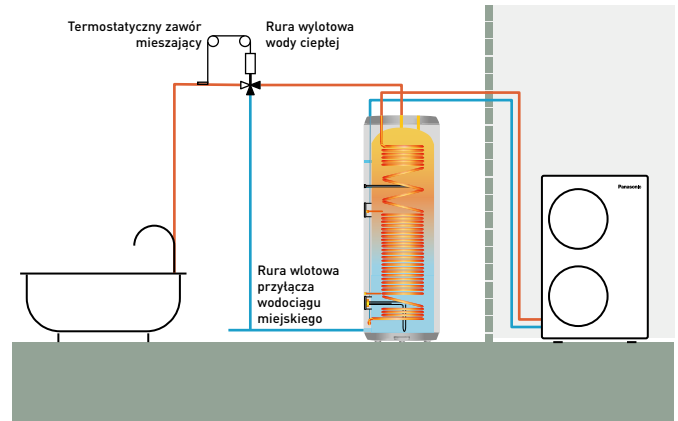 Termostatyczny zawór
mieszający
Rura wylotowa
wody ciepłej
Panasonic
Rura wlotowa
przyłącza
wodociągu
miejskiego